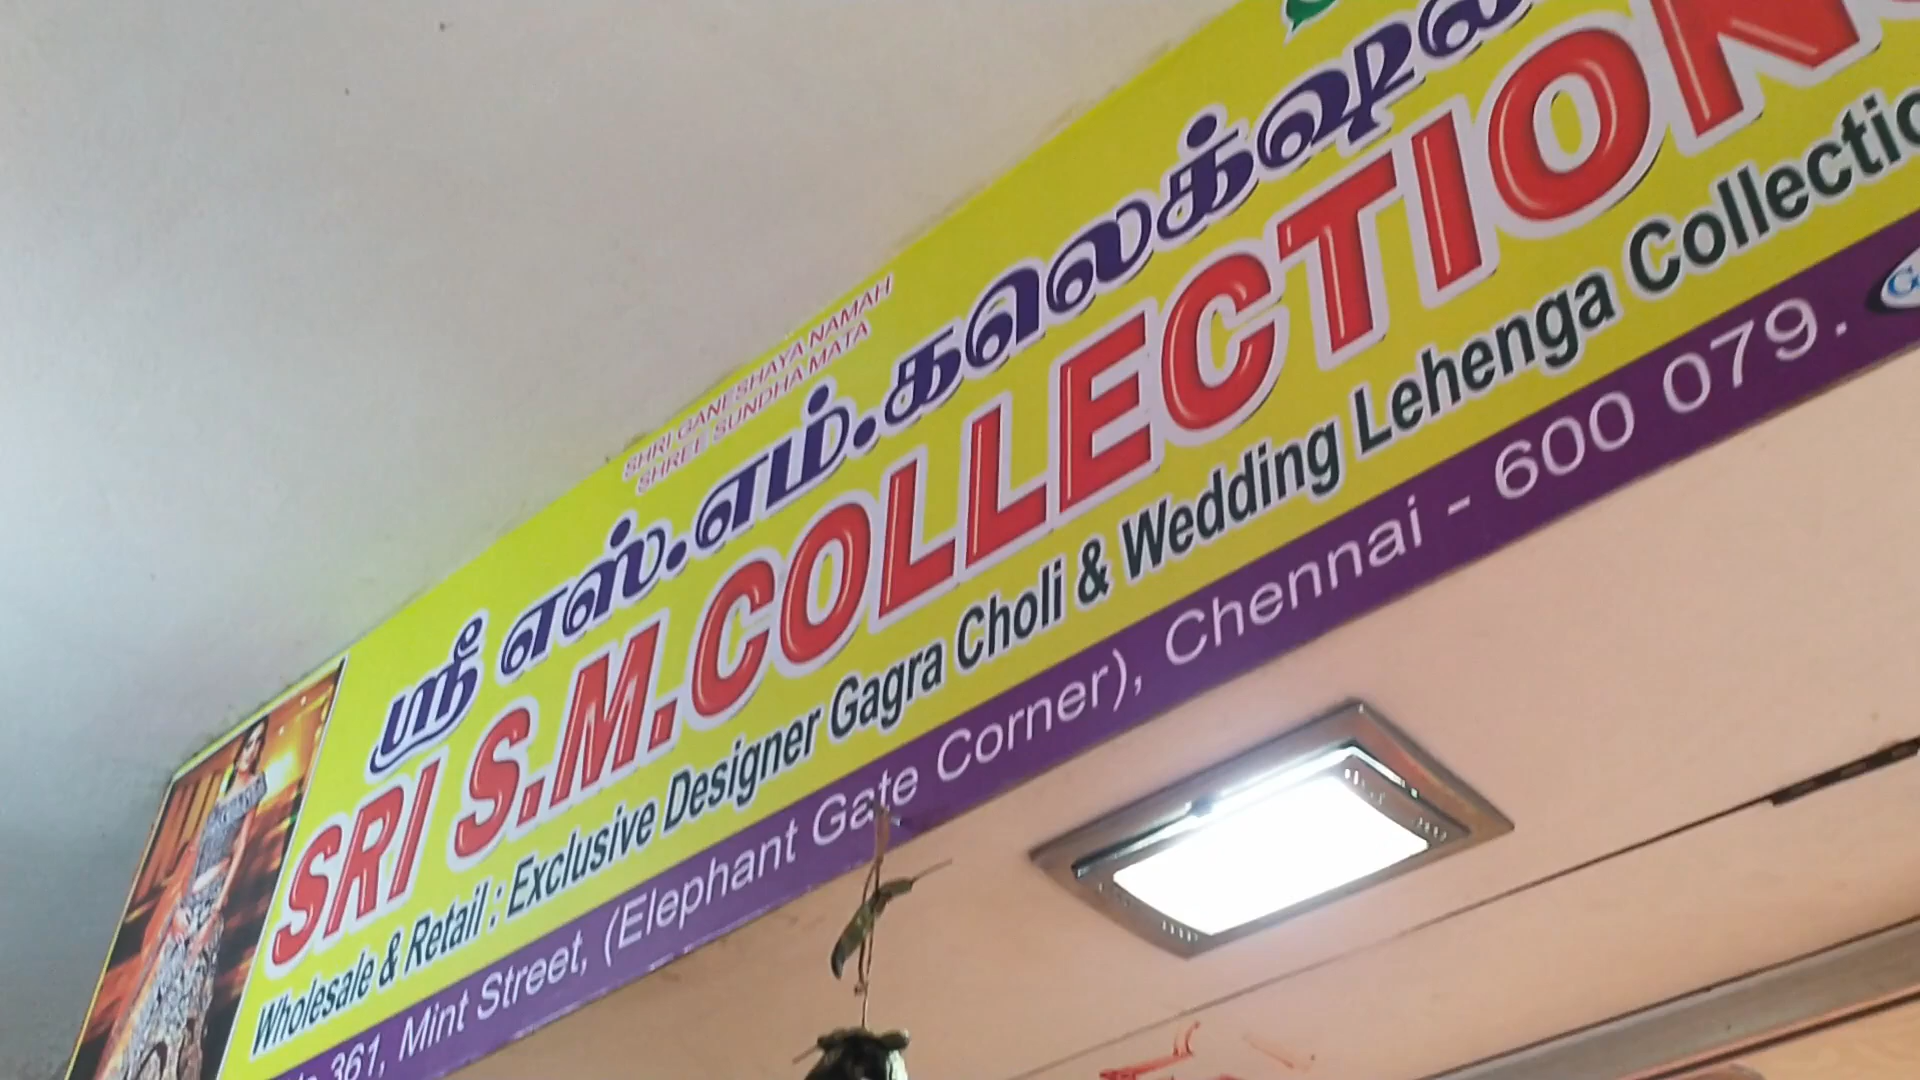 SHRI GANESHAYA NAMAH
SHREE SUNDHA MATA
ஸ்ரீ எஸ்.எம்.கலெக்ஷ
SRI S.M.COLLECTION
Wholesale & Retail : Exclusive Designer Gagra Choli & Wedding Lehenga Collectio
361, Mint Street, (Elephant Gate Corner), Chennai - 600 079.